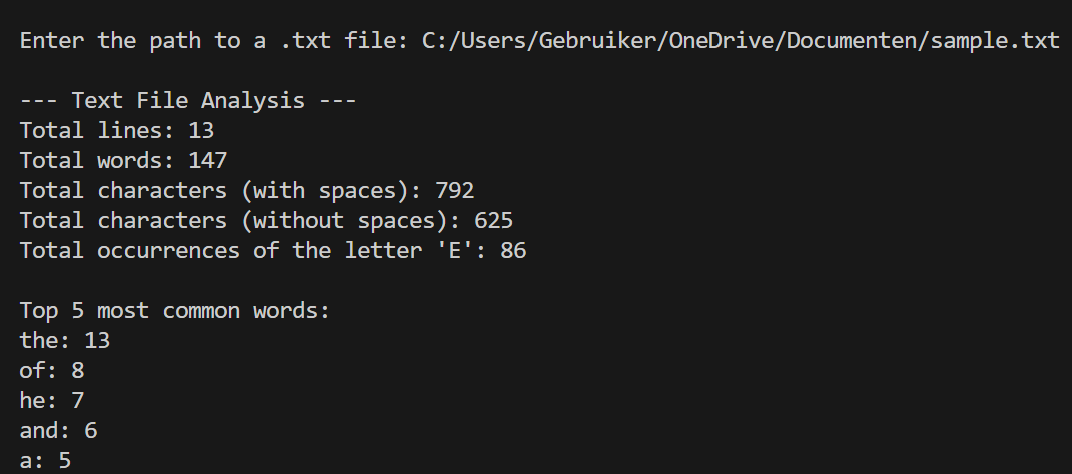 Enter the path to a .txt file: C:/Users/Gebruiker/OneDrive/Documenten/sample.txt
--- Text File Analysis ---
Total lines: 13
Total words: 147
Total characters (with spaces): 792
Total characters (without spaces): 625
Total occurrences of the letter 'E': 86
Top 5 most common words:
the: 13
of: 8
he: 7
and: 6
a: 5